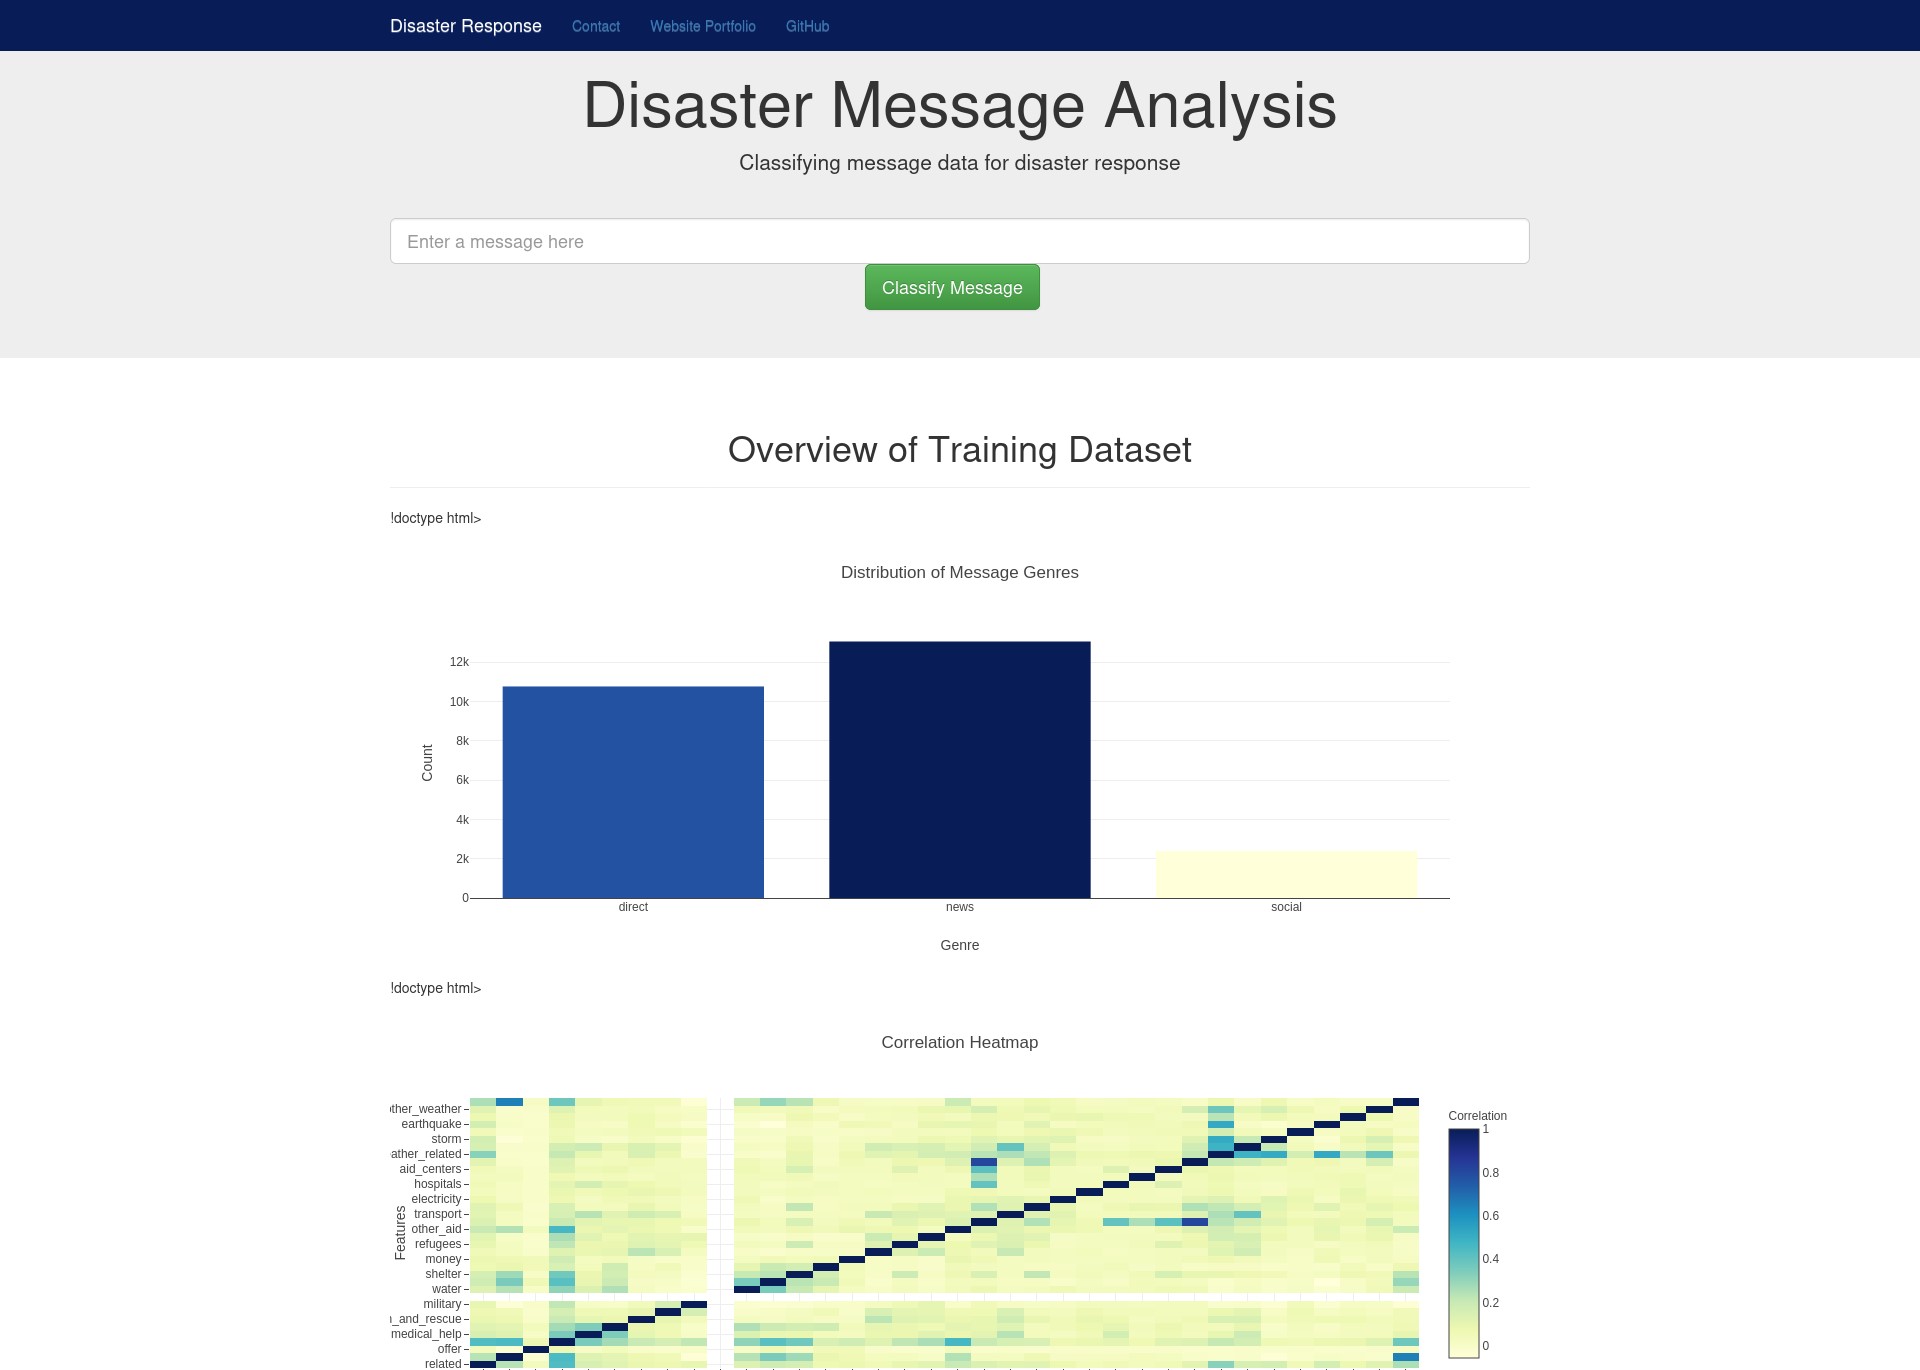 Disaster Response Contact Website Portfolio GitHub
Disaster Message Analysis
Classifying message data for disaster response
Enter a message here
Classify Message
Overview of Training Dataset
!doctype html>
Distribution of Message Genres
12k
10k
8k
6k
4k
2k
0
Count
direct news social
Genre
!doctype html>
Correlation Heatmap
ther_weather
earthquake
storm
ather_related
aid_centers
hospitals
electricity
transport
other_aid
refugees
money
shelter
water
military
_and_rescue
medical_help
offer
related
Features
Correlation
1
0.8
0.6
0.4
0.2
0